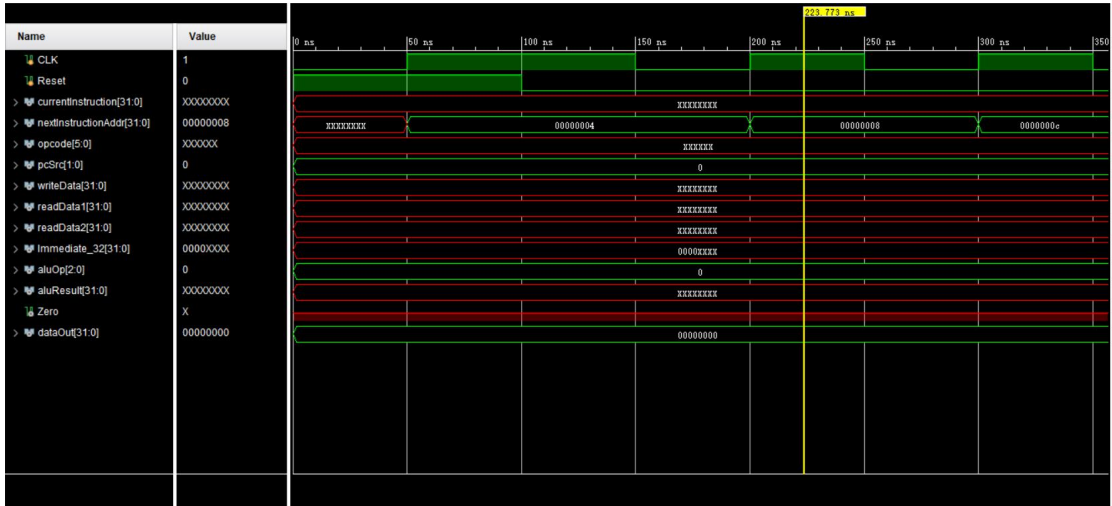 223.773 ns
Name Value
0 ns 50 ns 100 ns 150 ns 200 ns 250 ns 300 ns 350
CLK 1
Reset 0
currentInstruction[31:0] XXXXXXXX XXXXXXXX
nextInstructionAddr[31:0] 00000008 XXXXXXXX 00000004 00000008 0000000c
opcode[5:0] XXXXXX XXXXXX
pcSrc[1:0] 0 0
writeData[31:0] XXXXXXXX XXXXXXXX
readData1[31:0] XXXXXXXX XXXXXXXX
readData2[31:0] XXXXXXXX XXXXXXXX
Immediate_32[31:0] 0000XXXX 0000XXXX
aluOp[2:0] 0 0
aluResult[31:0] XXXXXXXX XXXXXXXX
Zero X
dataOut[31:0] 00000000 00000000